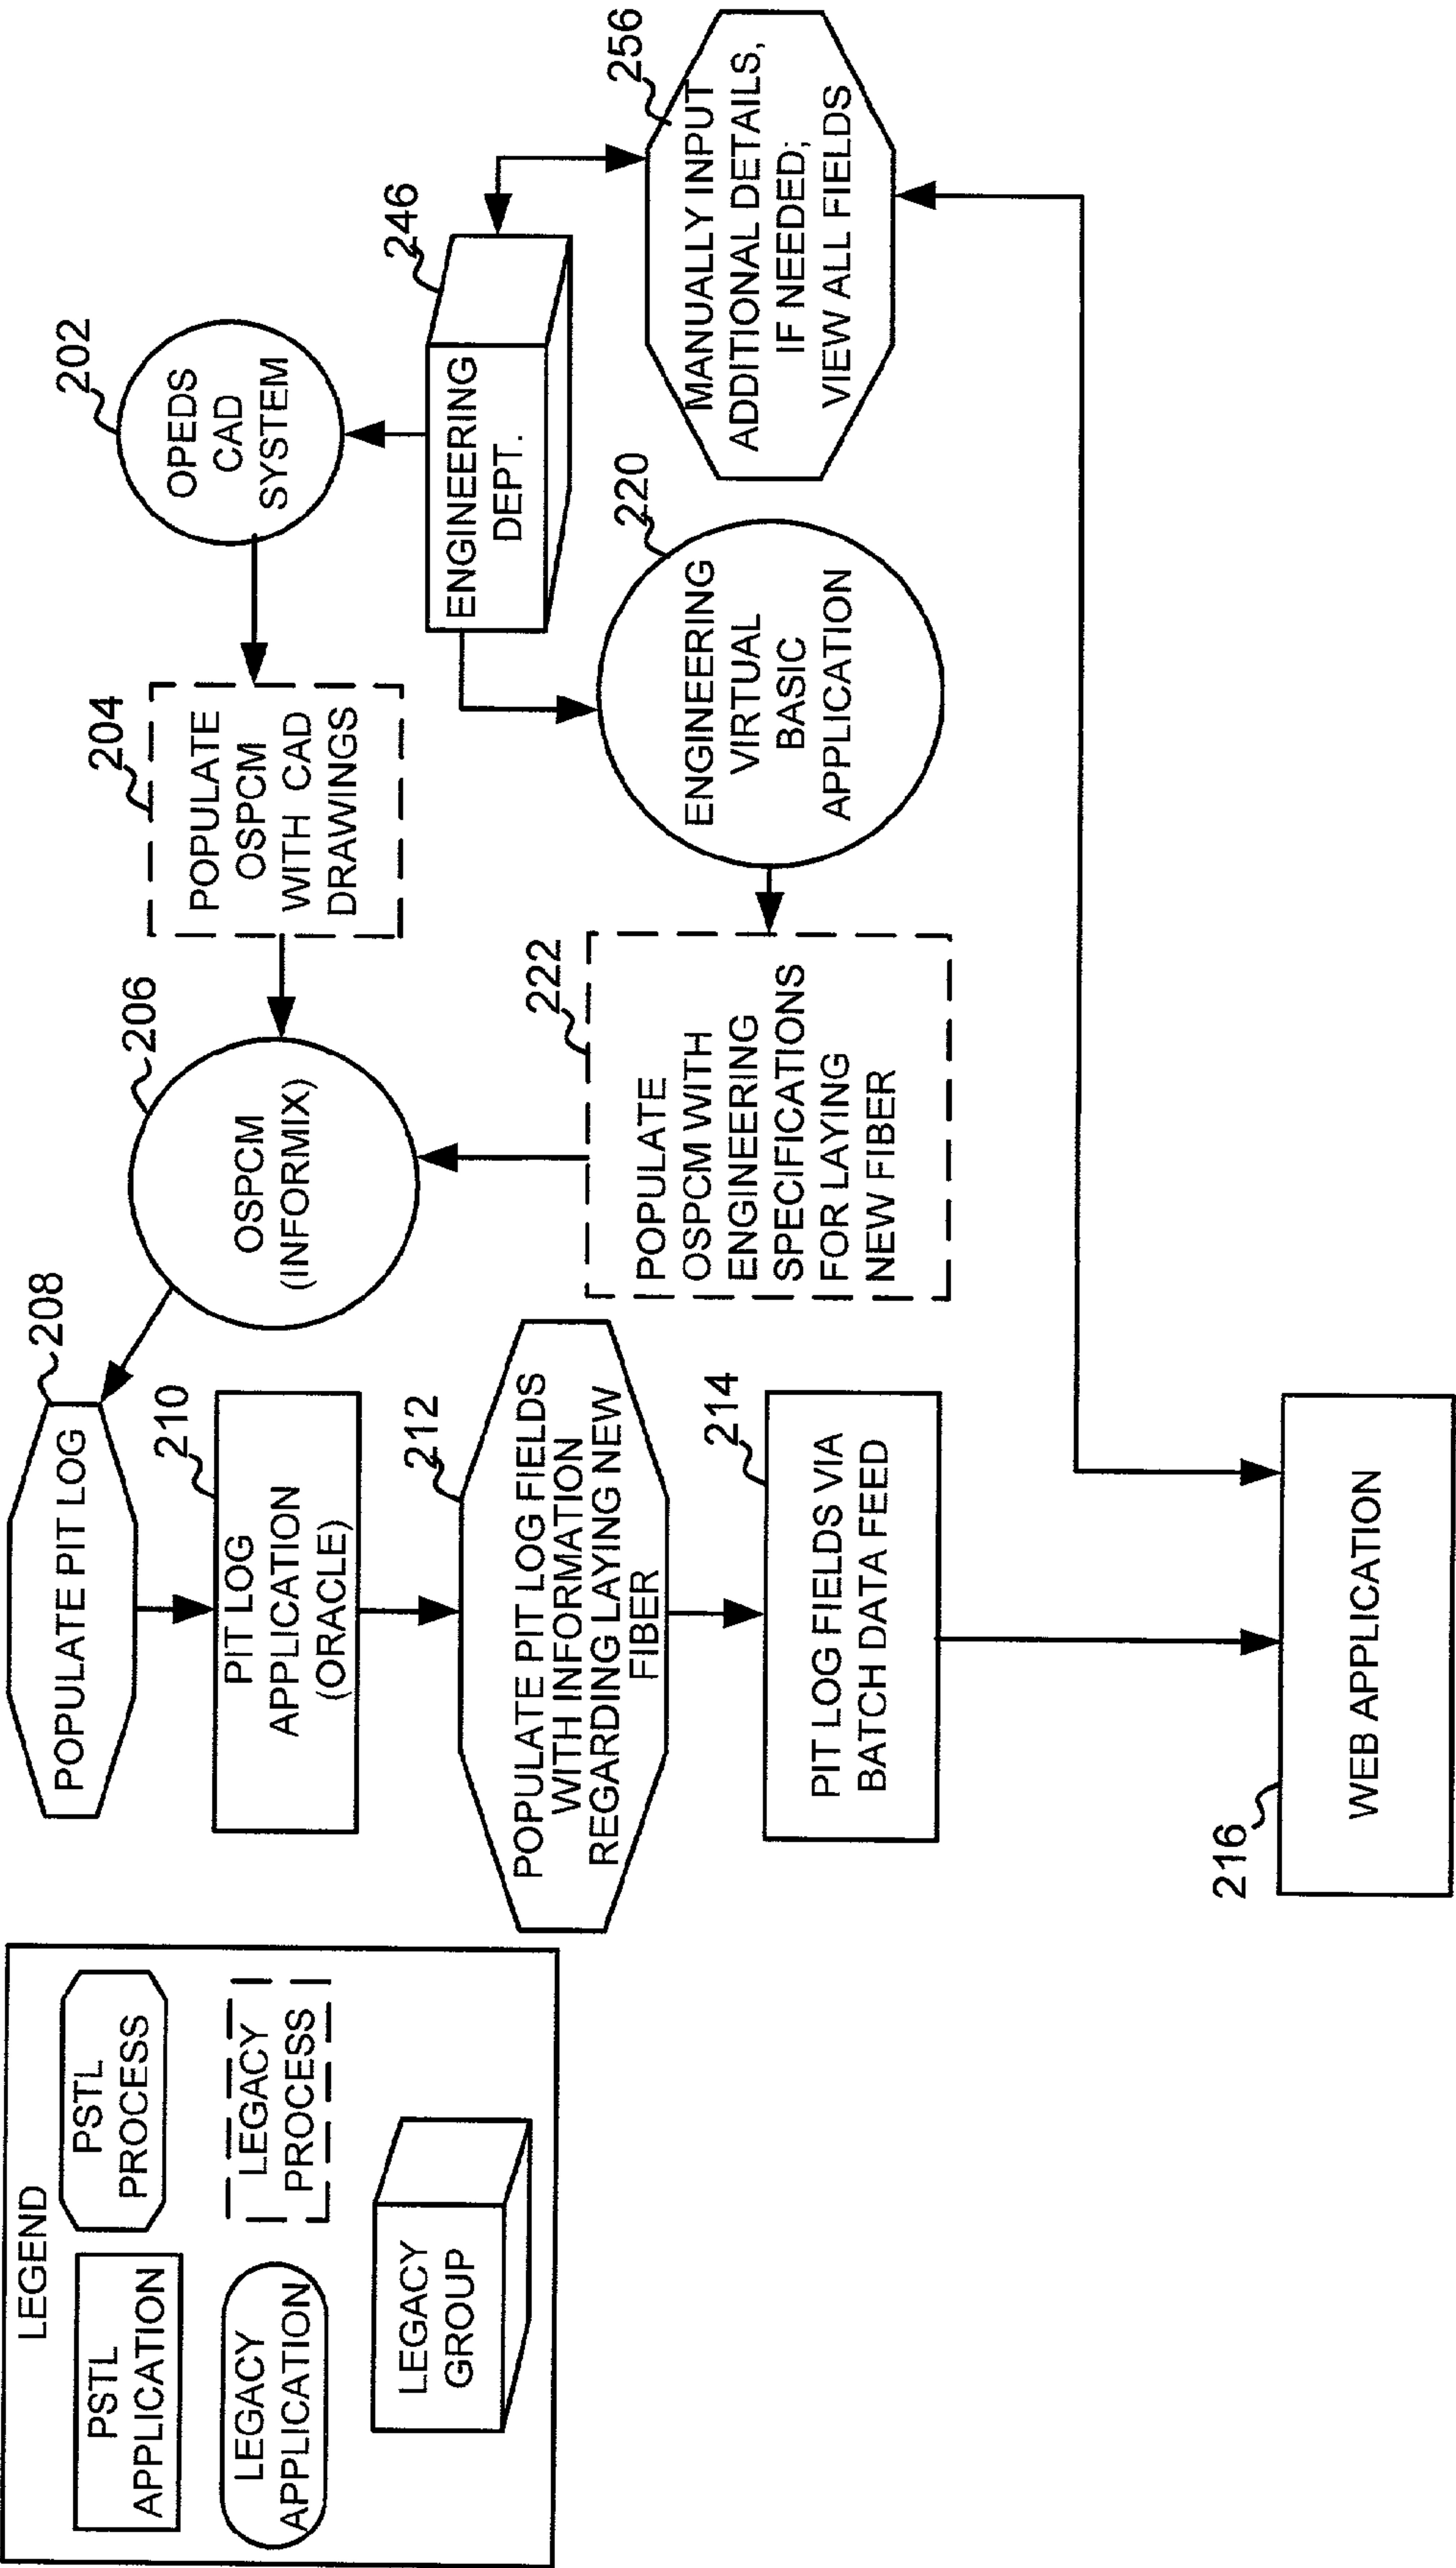 LEGEND
PSTL
APPLICATION
PSTL
PROCESS
LEGACY
APPLICATION
LEGACY
PROCESS
LEGACY
GROUP
208
POPULATE PIT LOG
210
PIT LOG
APPLICATION
(ORACLE)
212
POPULATE PIT LOG FIELDS
WITH INFORMATION
REGARDING LAYING NEW
FIBER
214
PIT LOG FIELDS VIA
BATCH DATA FEED
216
WEB APPLICATION
206
OSPCM
(INFORMIX)
204
POPULATE
OSPCM
WITH CAD
DRAWINGS
202
OPEDS
CAD
SYSTEM
222
POPULATE
OSPCM WITH
ENGINEERING
SPECIFICATIONS
FOR LAYING
NEW FIBER
246
ENGINEERING
DEPT.
220
ENGINEERING
VIRTUAL
BASIC
APPLICATION
256
MANUALLY INPUT
ADDITIONAL DETAILS,
IF NEEDED;
VIEW ALL FIELDS